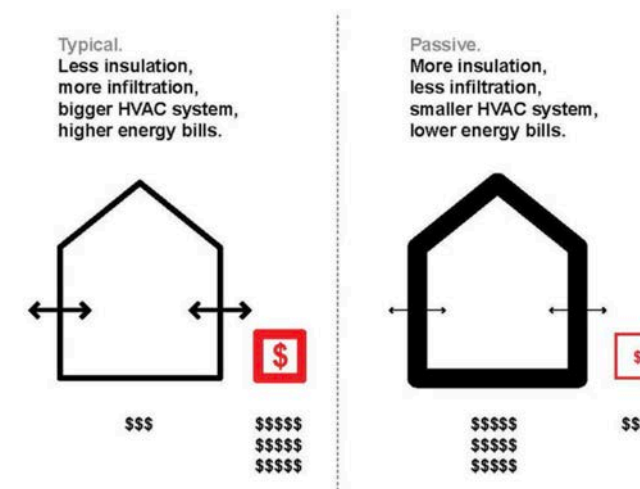 Typical.
Less insulation,
more infiltration,
bigger HVAC system,
higher energy bills.
Passive.
More insulation,
less infiltration,
smaller HVAC system,
lower energy bills.
$
$$$
$$$$$
$$$$$
$$$$$
$$$$$
$$$$$
$$$$$